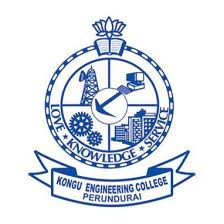 LOVE KNOWLEDGE SERVICE
KONGU ENGINEERING COLLEGE
PERUNDURAI